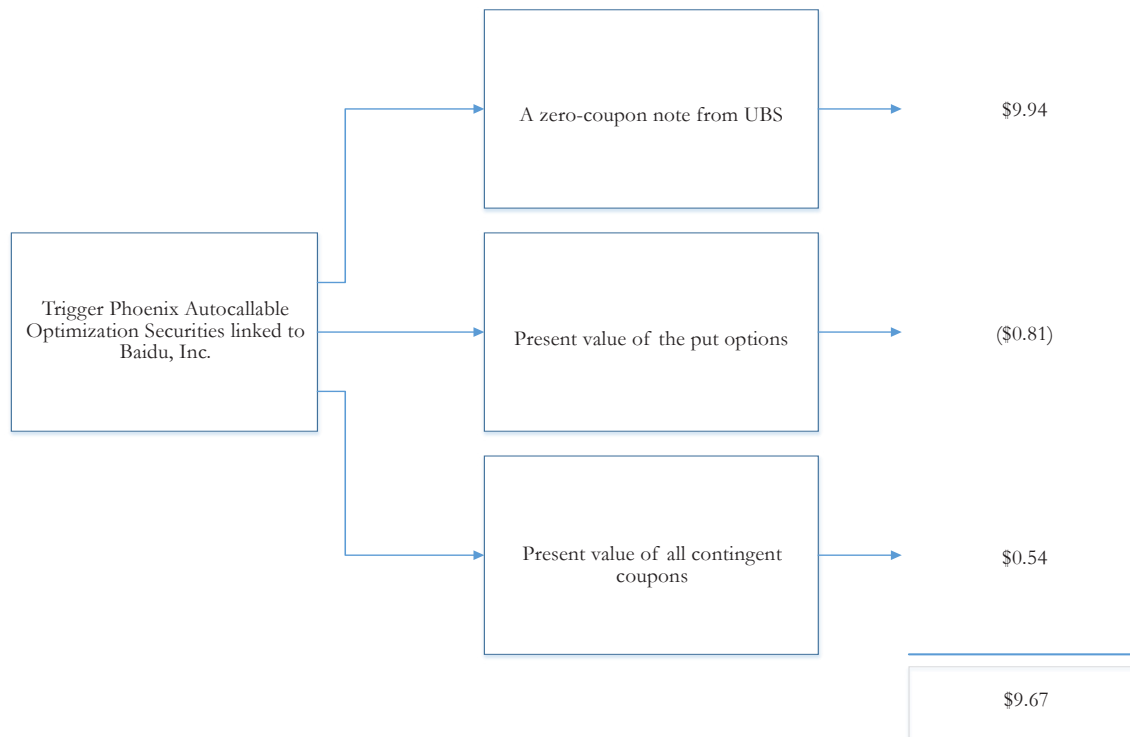 A zero-coupon note from UBS
$9.94
Trigger Phoenix Autocallable
Optimization Securities linked to
Baidu, Inc.
Present value of the put options
($0.81)
Present value of all contingent
coupons
$0.54
$9.67